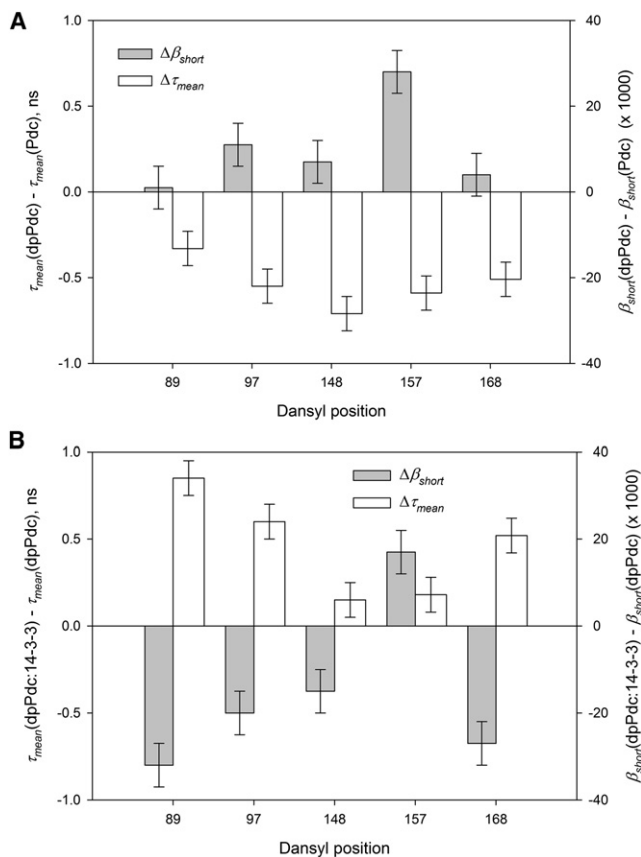 A
Δβshort
Δτmean
1.0
0.5
0.0
-0.5
-1.0
τmean(dpPdc) - τmean(Pdc), ns
40
20
0
-20
-40
βshort(dpPdc) - βshort(Pdc) (x 1000)
89 97 148 157 168
Dansyl position
B
Δβshort
Δτmean
1.0
0.5
0.0
-0.5
-1.0
τmean(dpPdc:14-3-3) - τmean(dpPdc), ns
40
20
0
-20
-40
βshort(dpPdc:14-3-3) - βshort(dpPdc) (x 1000)
89 97 148 157 168
Dansyl position